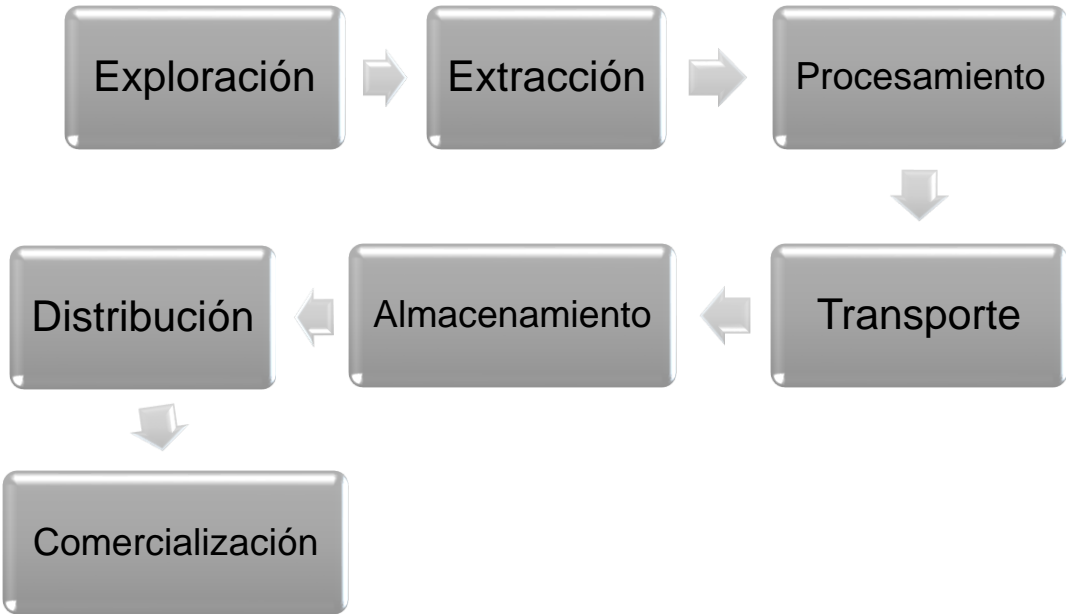 Exploración
Extracción
Procesamiento
Transporte
Almacenamiento
Distribución
Comercialización